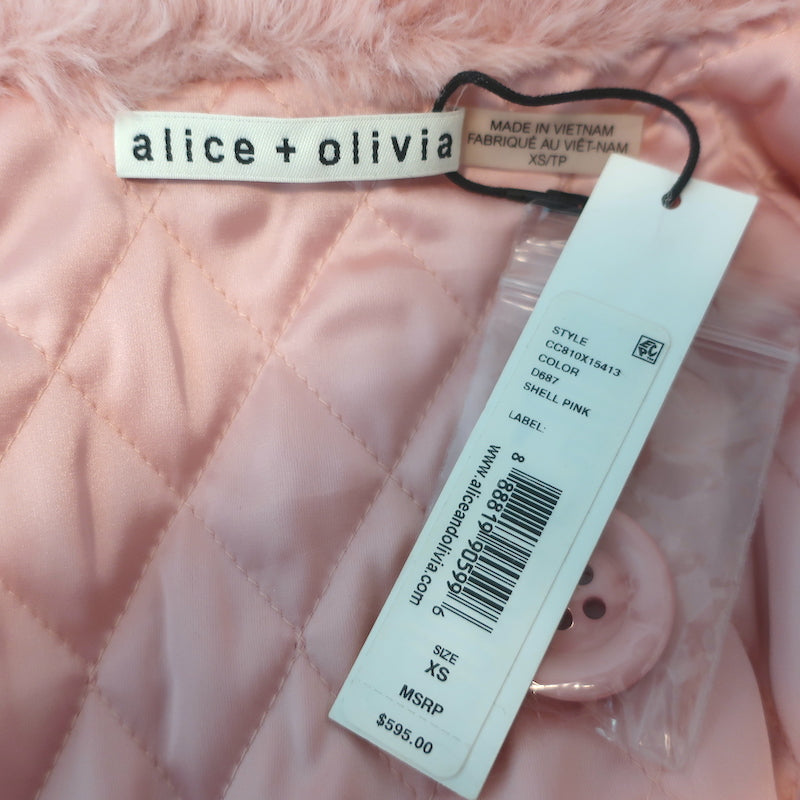 alice + olivia
MADE IN VIETNAM
FABRIQUÉ AU VIÊT-NAM
XS/TP
STYLE
CC810X15413
COLOR
D687
SHELL PINK
LABEL:
8 88819 90599 6
www.aliceandolivia.com
SIZE
XS
MSRP
$595.00